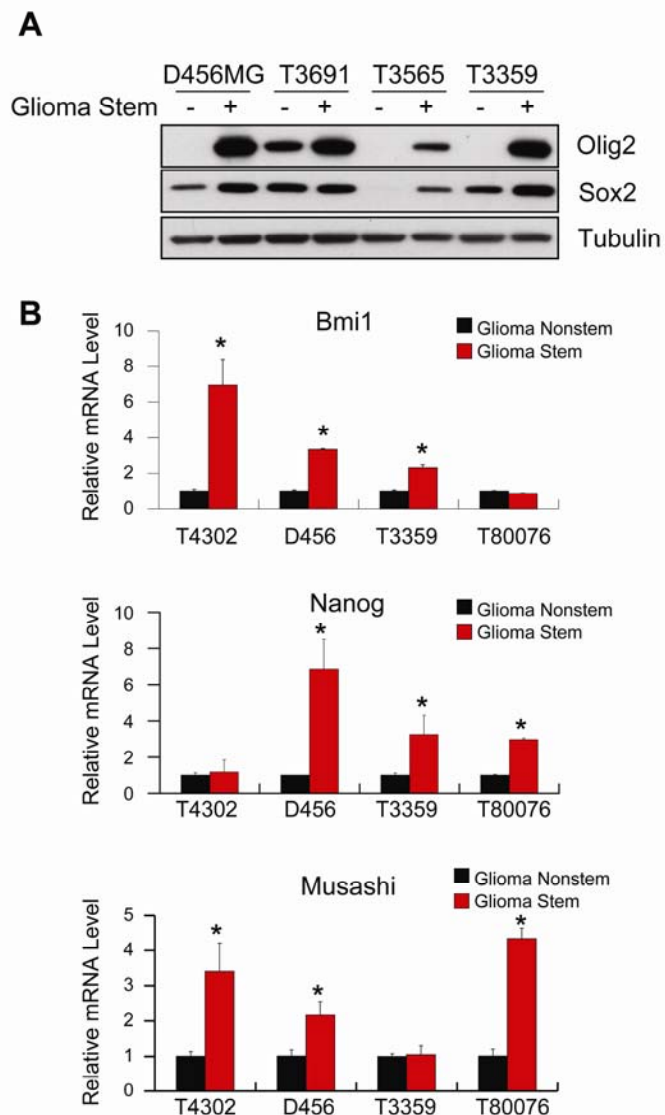 A
D456MG T3691 T3565 T3359
Glioma Stem - + - + - + - +
Olig2
Sox2
Tubulin
B
Bmi1
Glioma Nonstem
Glioma Stem
Relative mRNA Level
10
8
6
4
2
0
*
*
*
T4302 D456 T3359 T80076
Nanog
Glioma Nonstem
Glioma Stem
Relative mRNA Level
10
8
6
4
2
0
*
*
*
T4302 D456 T3359 T80076
Musashi
Glioma Nonstem
Glioma Stem
Relative mRNA Level
5
4
3
2
1
0
*
*
*
T4302 D456 T3359 T80076